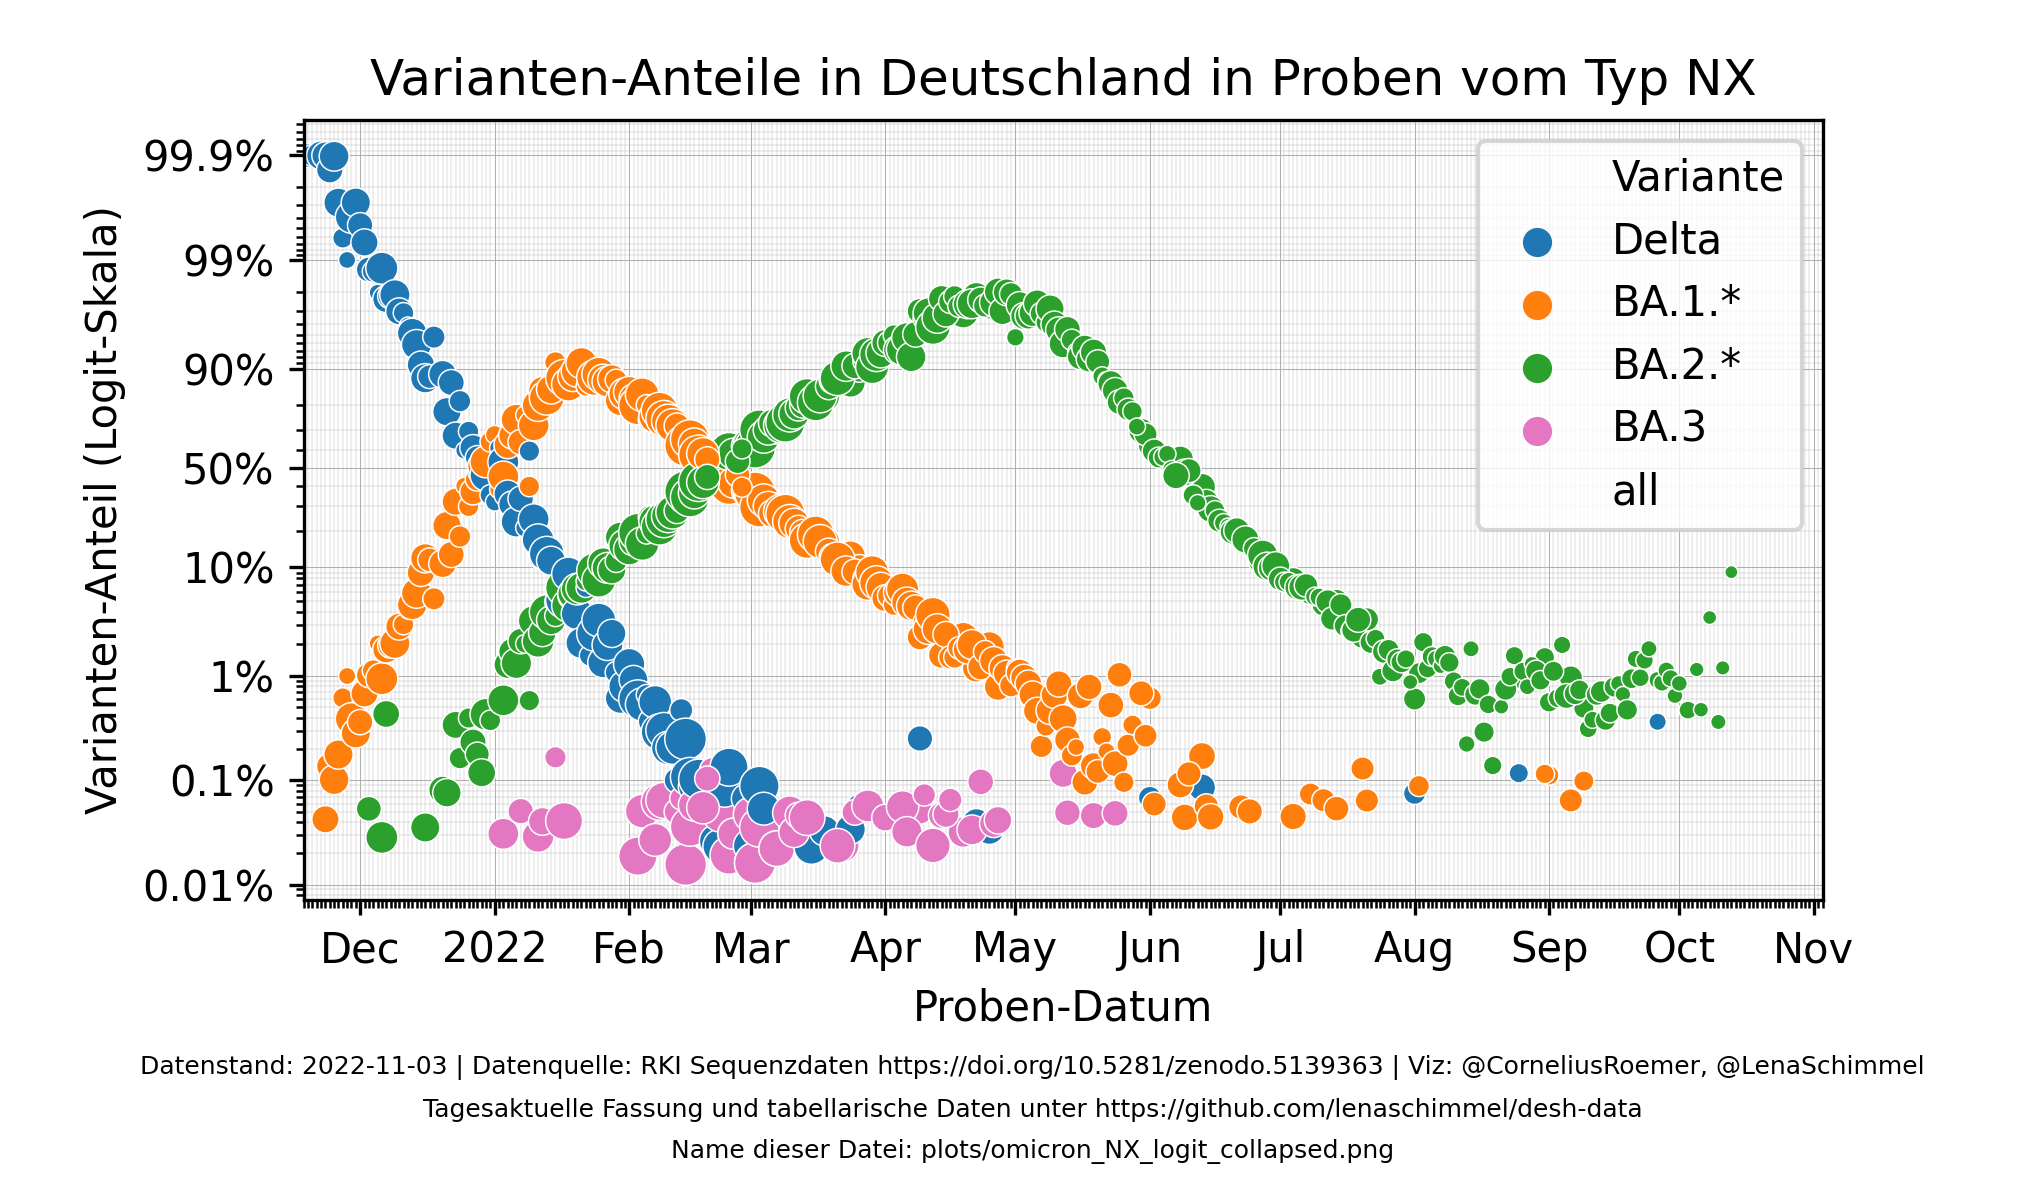 Varianten-Anteile in Deutschland in Proben vom Typ NX
Varianten-Anteil (Logit-Skala)
99.9%
99%
90%
50%
10%
1%
0.1%
0.01%
Variante
Delta
BA.1.*
BA.2.*
BA.3
all
Dec 2022 Feb Mar Apr May Jun Jul Aug Sep Oct Nov
Proben-Datum
Datenstand: 2022-11-03 | Datenquelle: RKI Sequenzdaten https://doi.org/10.5281/zenodo.5139363 | Viz: @CorneliusRoemer, @LenaSchimmel
Tagesaktuelle Fassung und tabellarische Daten unter https://github.com/lenaschimmel/desh-data
Name dieser Datei: plots/omicron_NX_logit_collapsed.png